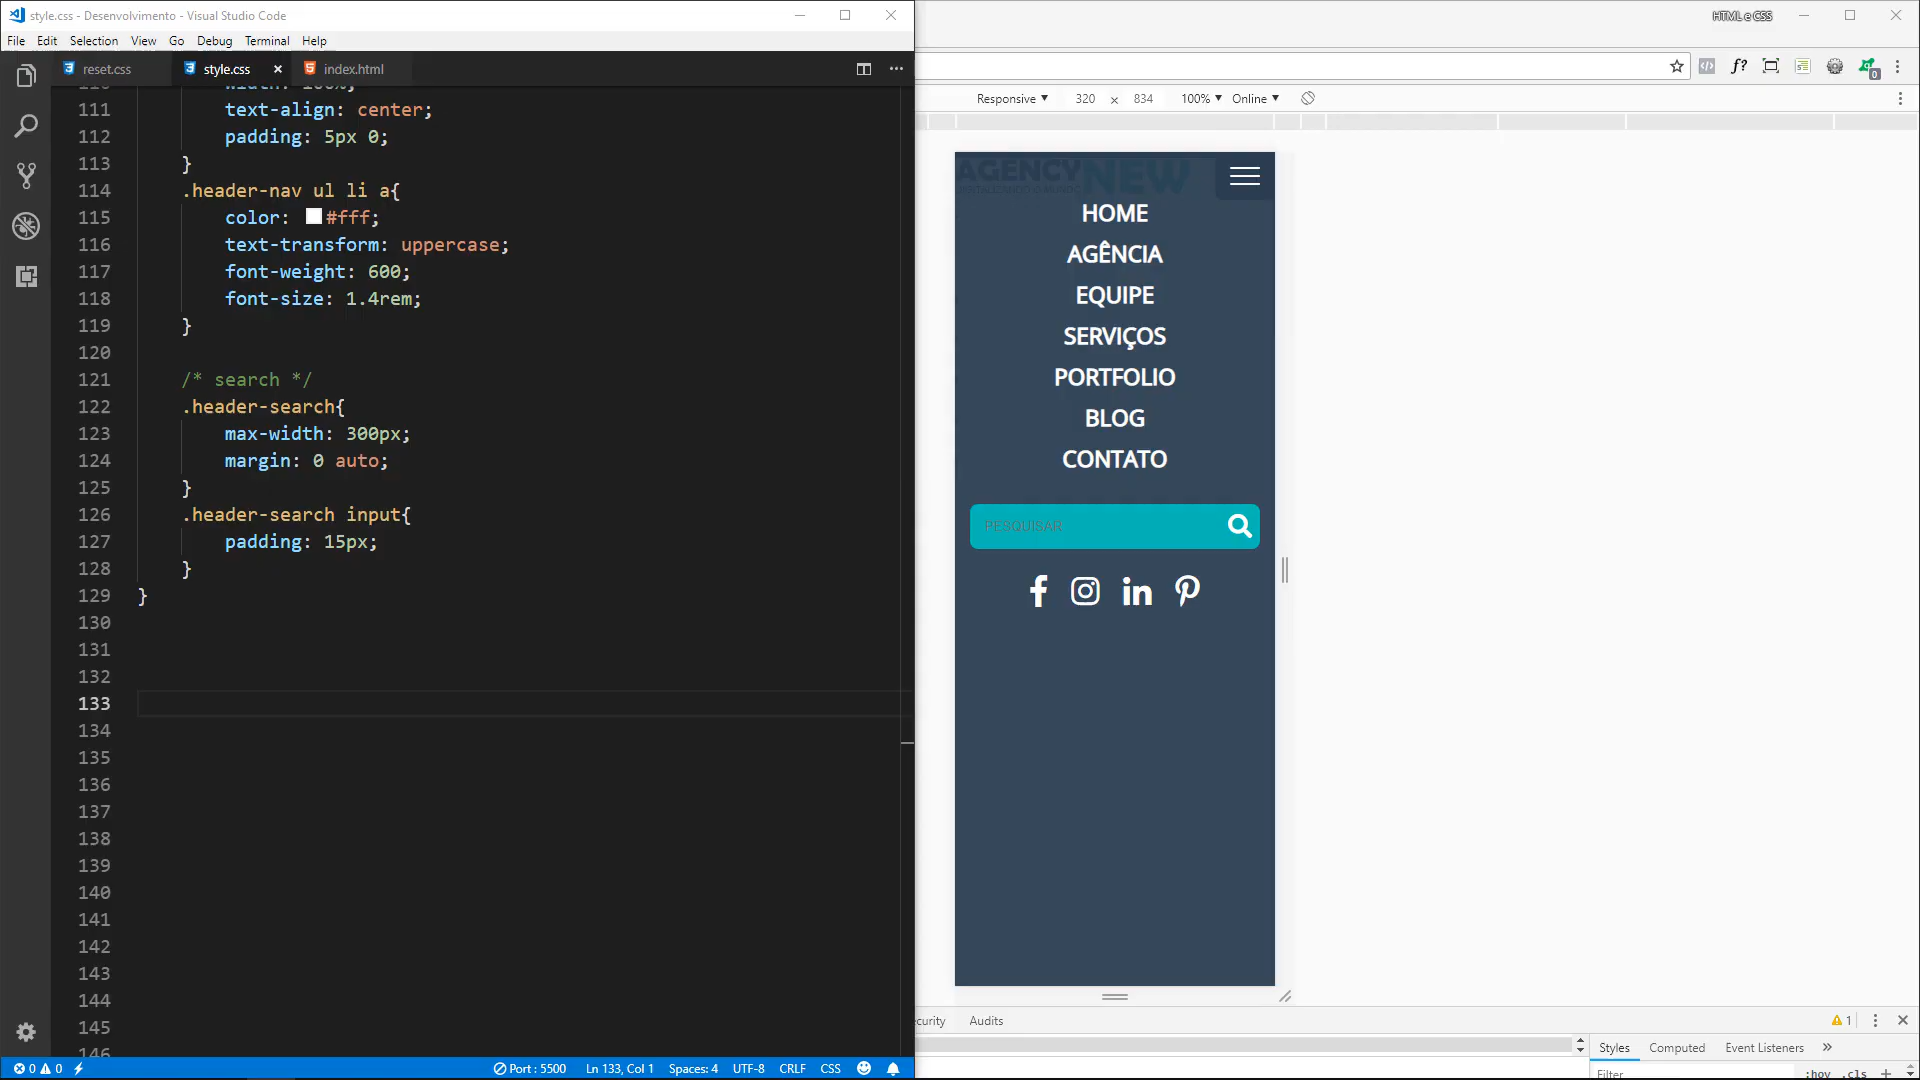 style.css - Desenvolvimento - Visual Studio Code
HTML e CSS
File Edit Selection View Go Debug Terminal Help
reset.css style.css × index.html ···
111 text-align: center;
112 padding: 5px 0;
113 }
114 .header-nav ul li a{
115 color: #fff;
116 text-transform: uppercase;
117 font-weight: 600;
118 font-size: 1.4rem;
119 }
120
121 /* search */
122 .header-search{
123 max-width: 300px;
124 margin: 0 auto;
125 }
126 .header-search input{
127 padding: 15px;
128 }
129 }
130
131
132
133
134
135
136
137
138
139
140
141
142
143
144
145
146
0 0 Port : 5500 Ln 133, Col 1 Spaces: 4 UTF-8 CRLF CSS
f? 0
Responsive ▼ 320 × 834 100% ▼ Online ▼
AGENCYNEW
HOME
AGÊNCIA
EQUIPE
SERVIÇOS
PORTFOLIO
BLOG
CONTATO
PESQUISAR
curity Audits 1
Styles Computed Event Listeners »
Filter :hov .cls +